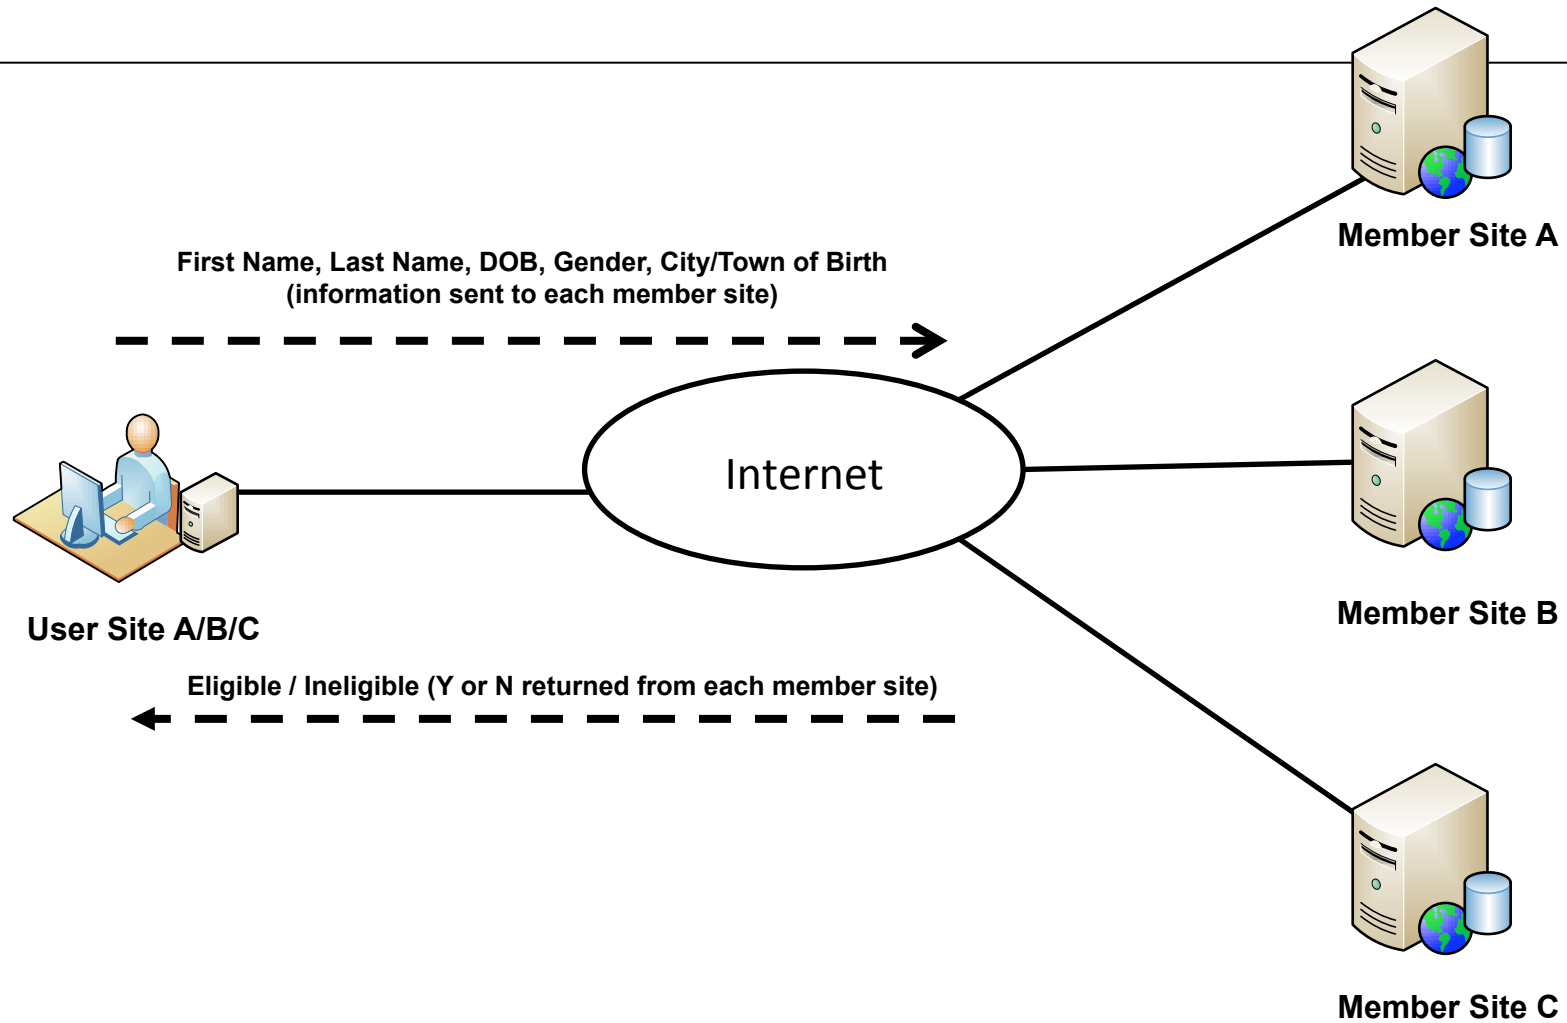 Member Site A
First Name, Last Name, DOB, Gender, City/Town of Birth
(information sent to each member site)
Internet
User Site A/B/C
Member Site B
Eligible / Ineligible (Y or N returned from each member site)
Member Site C